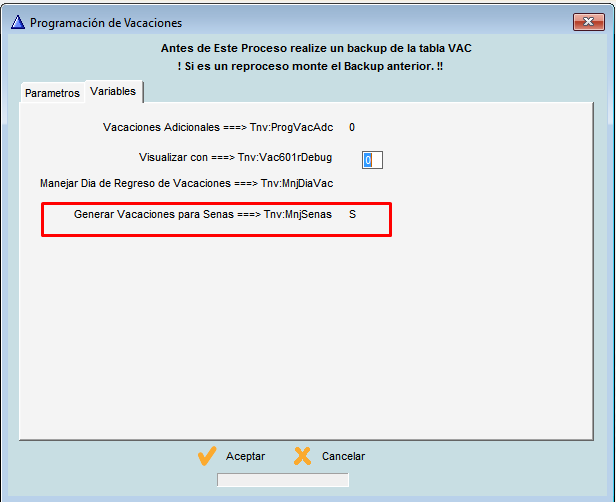 Programación de Vacaciones
Antes de Este Proceso realize un backup de la tabla VAC
! Si es un reproceso monte el Backup anterior. !!
Parametros Variables
Vacaciones Adicionales ===> Tnv:ProgVacAdc 0
Visualizar con ===> Tnv:Vac601rDebug 0
Manejar Dia de Regreso de Vacaciones ===> Tnv:MnjDiaVac
Generar Vacaciones para Senas ===> Tnv:MnjSenas S
Aceptar Cancelar